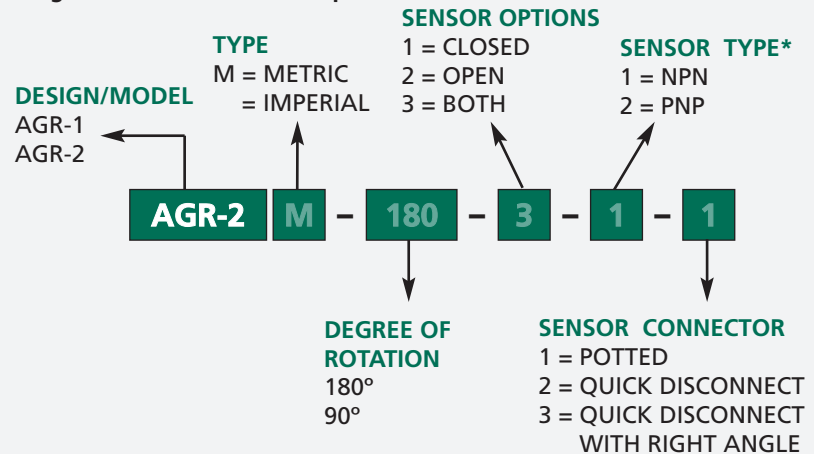 SENSOR OPTIONS
1 = CLOSED
2 = OPEN
3 = BOTH
TYPE
M = METRIC
= IMPERIAL
SENSOR TYPE*
1 = NPN
2 = PNP
DESIGN/MODEL
AGR-1
AGR-2
AGR-2 M - 180 - 3 - 1 - 1
DEGREE OF
ROTATION
180º
90º
SENSOR CONNECTOR
1 = POTTED
2 = QUICK DISCONNECT
3 = QUICK DISCONNECT
WITH RIGHT ANGLE